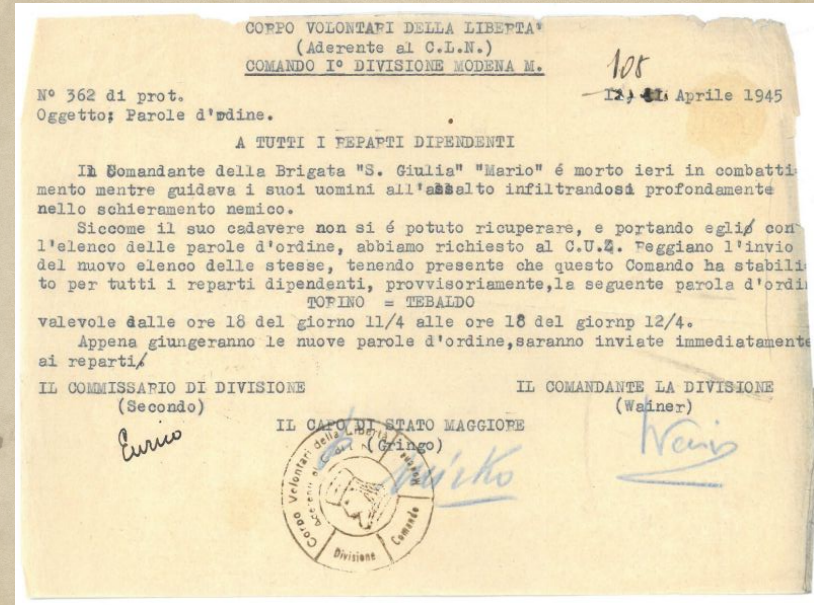 CORPO VOLONTARI DELLA LIBERTA'
(Aderente al C.L.N.)
COMANDO I° DIVISIONE MODENA M.
108
N° 362 di prot.
Aprile 1945
Oggetto; Parole d'ordine.
A TUTTI I REPARTI DIPENDENTI
Il Comandante della Brigata "S. Giulia" "Mario" é morto ieri in combatti
mento mentre guidava i suoi uomini all'assalto infiltrandosi profondamente
nello schieramento nemico.
Siccome il suo cadavere non si é potuto ricuperare, e portando egli con
l'elenco delle parole d'ordine, abbiamo richiesto al C.U.Z. Reggiano l'invio
del nuovo elenco delle stesse, tenendo presente che questo Comando ha stabili
to per tutti i reparti dipendenti, provvisoriamente,la seguente parola d'ordi
TORINO = TEBALDO
valevole dalle ore 18 del giorno 11/4 alle ore 18 del giornp 12/4.
Appena giungeranno le nuove parole d'ordine,saranno inviate immediatamente
ai reparti
IL COMMISSARIO DI DIVISIONE
IL COMANDANTE LA DIVISIONE
(Secondo)
(Wainer)
IL CAPO DI STATO MAGGIORE
(Gringo)
Enrico
Mirko
Corpo Volontari della Libertà
Divisione
Comando